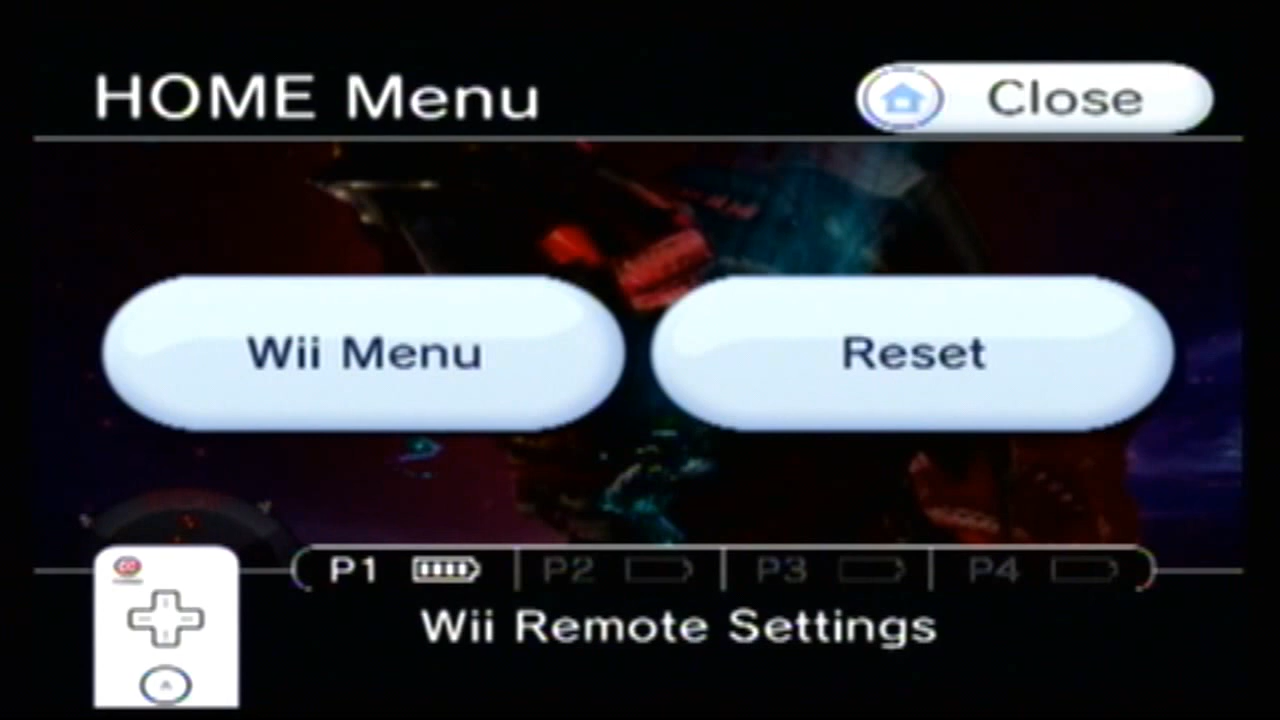 HOME Menu
Close
Wii Menu
Reset
P1 P2 P3 P4
Wii Remote Settings